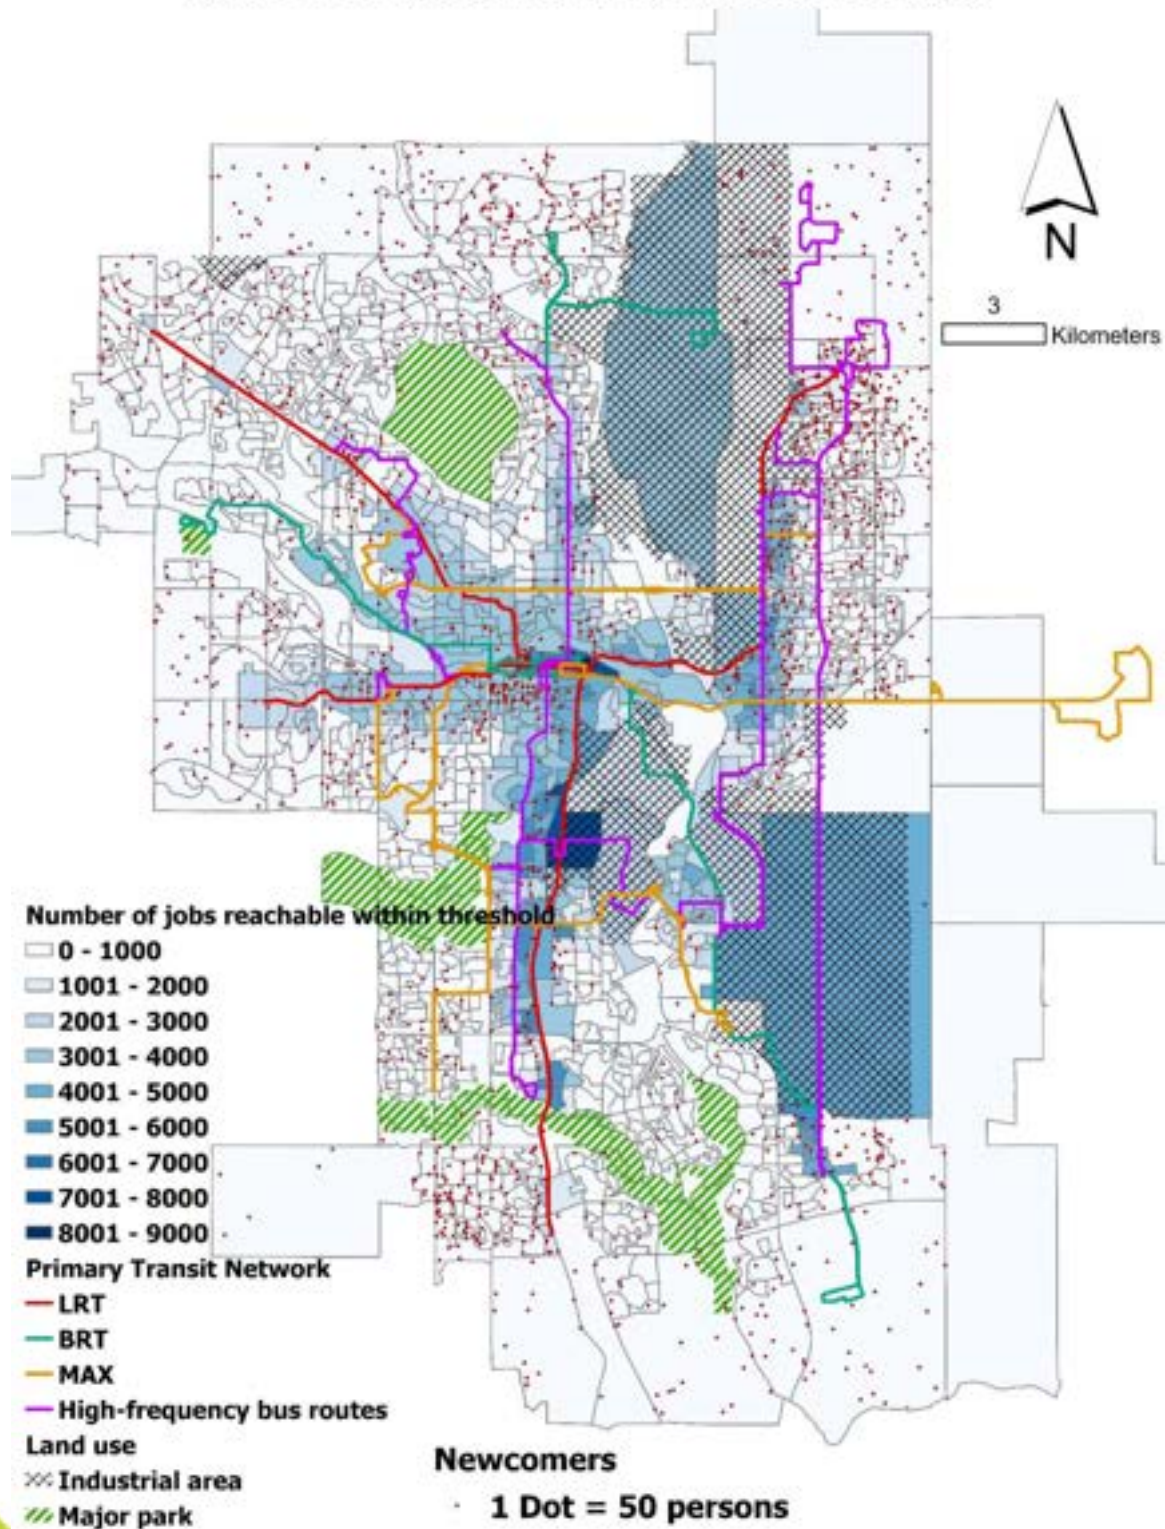 N
3
Kilometers
Number of jobs reachable within threshold
0 - 1000
1001 - 2000
2001 - 3000
3001 - 4000
4001 - 5000
5001 - 6000
6001 - 7000
7001 - 8000
8001 - 9000
Primary Transit Network
LRT
BRT
MAX
High-frequency bus routes
Land use
Industrial area
Major park
Newcomers
1 Dot = 50 persons